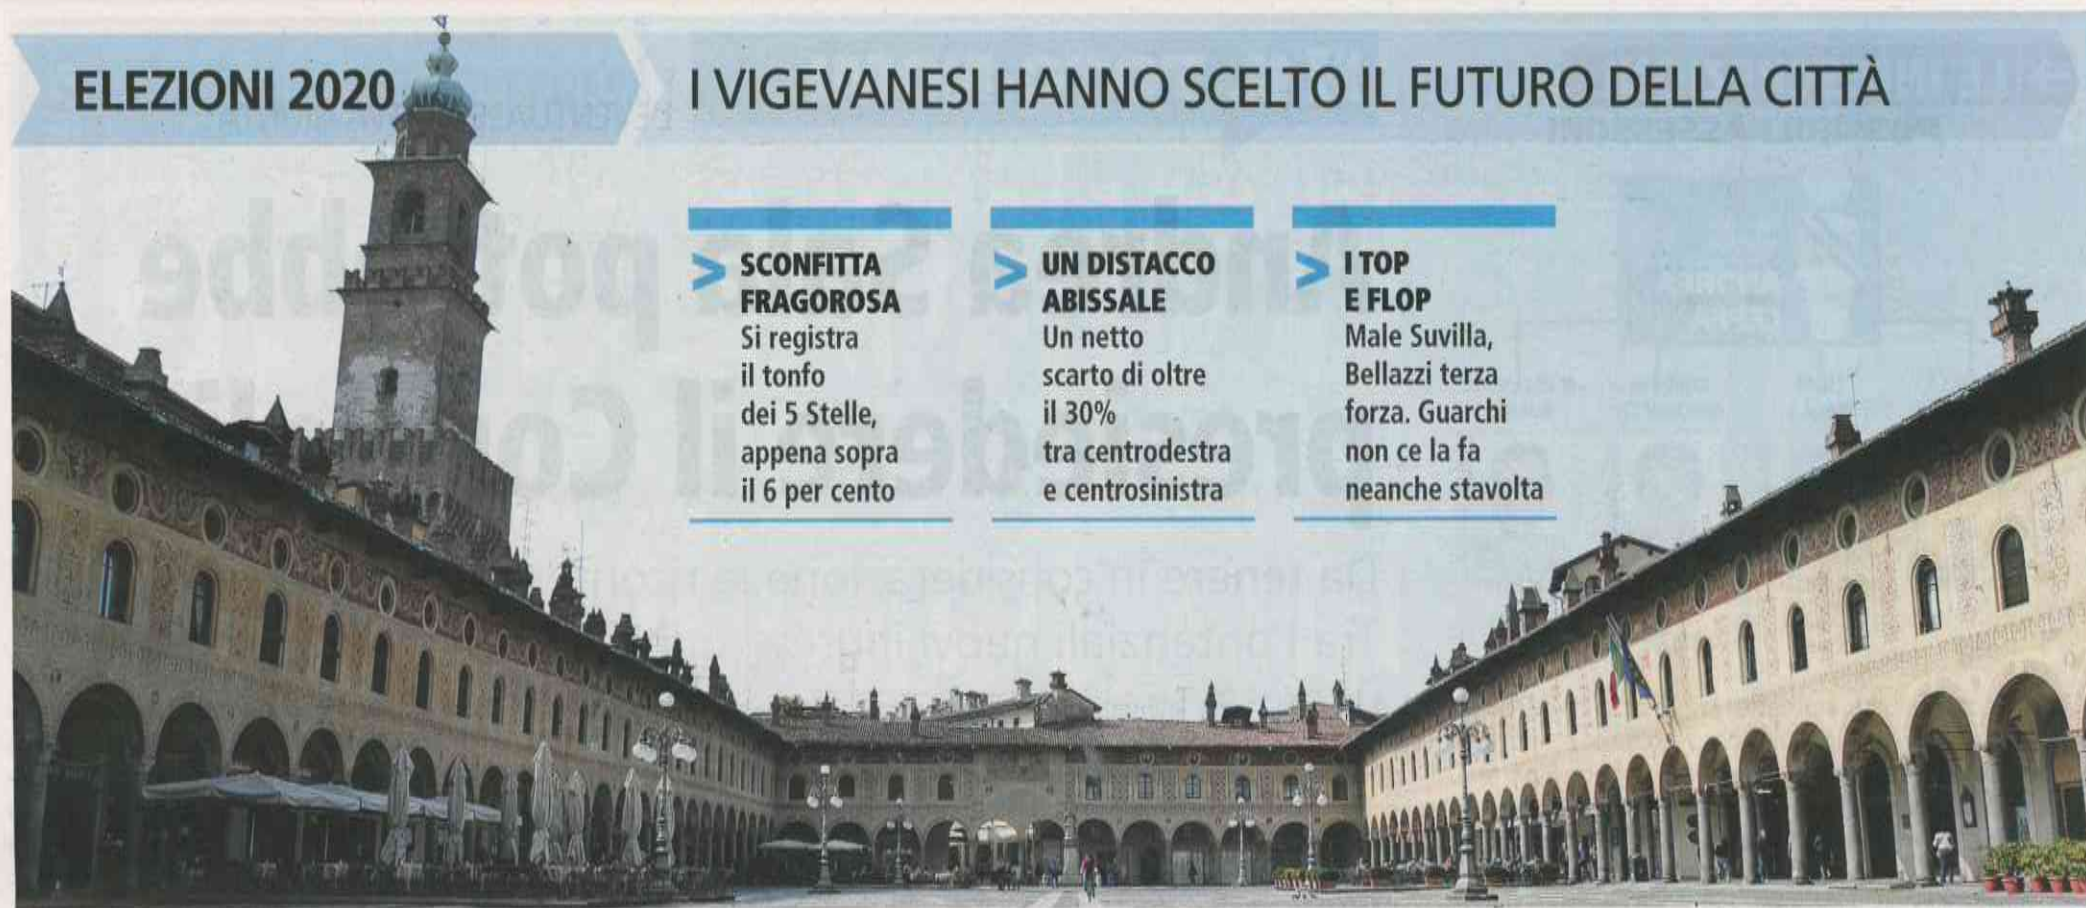 ELEZIONI 2020
I VIGEVANESI HANNO SCELTO IL FUTURO DELLA CITTÀ
> SCONFITTA
FRAGOROSA
Si registra
il tonfo
dei 5 Stelle,
appena sopra
il 6 per cento
> UN DISTACCO
ABISSALE
Un netto
scarto di oltre
il 30%
tra centrodestra
e centrosinistra
> I TOP
E FLOP
Male Suvilla,
Bellazzi terza
forza. Guarchi
non ce la fa
neanche stavolta